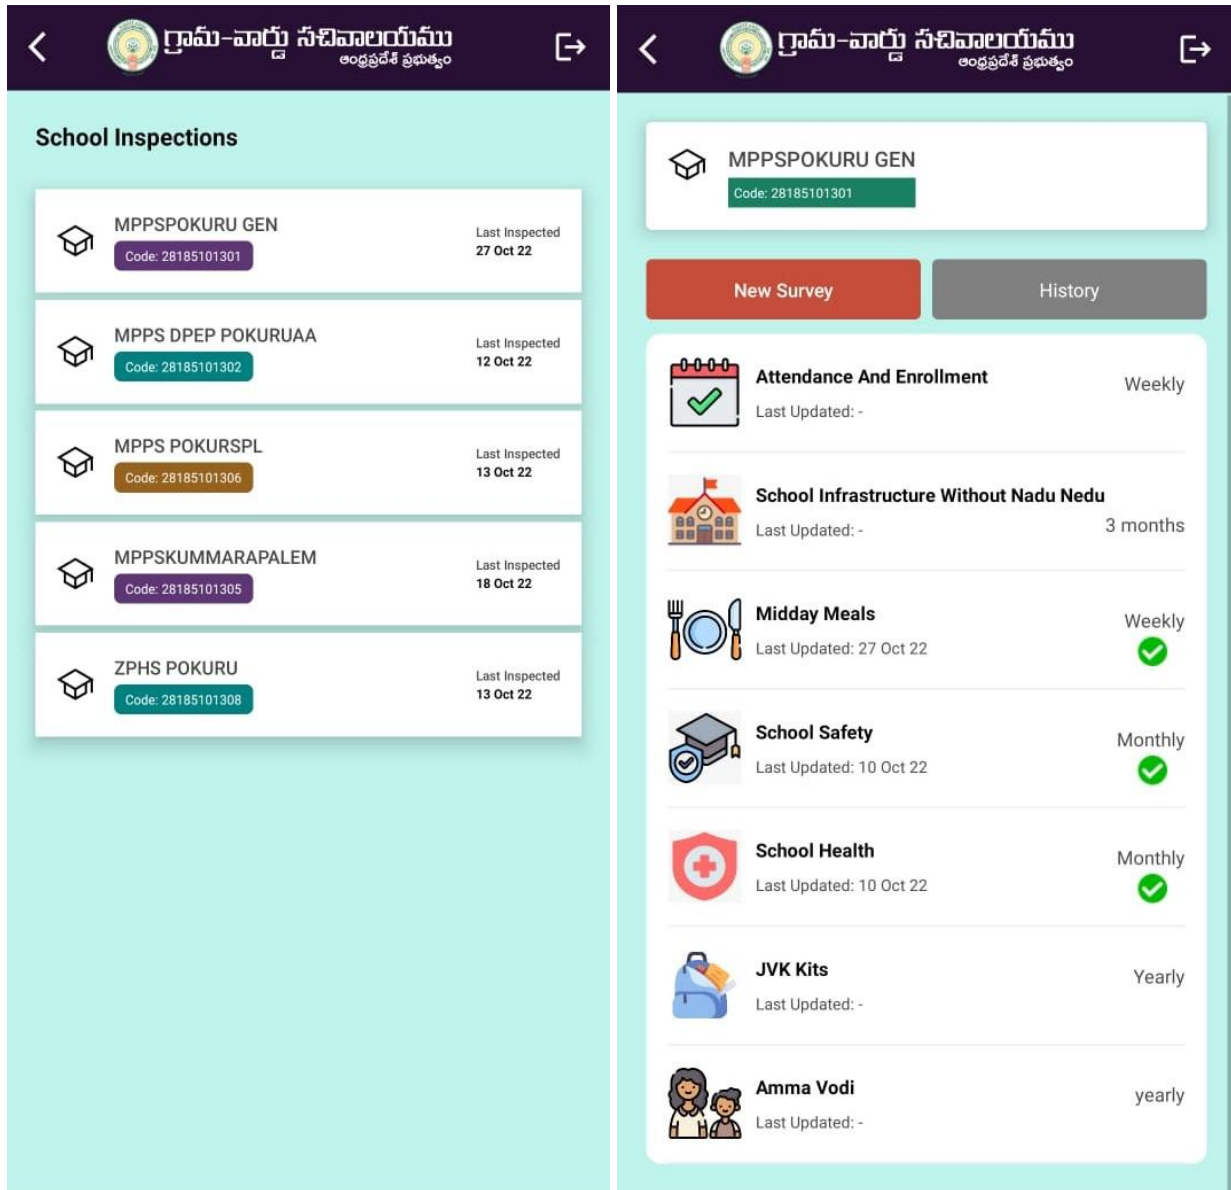 గ్రామ-వార్డు సచివాలయము
ఆంధ్రప్రదేశ్ ప్రభుత్వం
School Inspections
MPPSPOKURU GEN
Code: 28185101301
Last Inspected
27 Oct 22
MPPS DPEP POKURUAA
Code: 28185101302
Last Inspected
12 Oct 22
MPPS POKURSPL
Code: 28185101306
Last Inspected
13 Oct 22
MPPSKUMMARAPALEM
Code: 28185101305
Last Inspected
18 Oct 22
ZPHS POKURU
Code: 28185101308
Last Inspected
13 Oct 22
గ్రామ-వార్డు సచివాలయము
ఆంధ్రప్రదేశ్ ప్రభుత్వం
MPPSPOKURU GEN
Code: 28185101301
New Survey
History
Attendance And Enrollment
Weekly
Last Updated: -
School Infrastructure Without Nadu Nedu
Last Updated: -
3 months
Midday Meals
Weekly
Last Updated: 27 Oct 22
School Safety
Monthly
Last Updated: 10 Oct 22
School Health
Monthly
Last Updated: 10 Oct 22
JVK Kits
Yearly
Last Updated: -
Amma Vodi
yearly
Last Updated: -